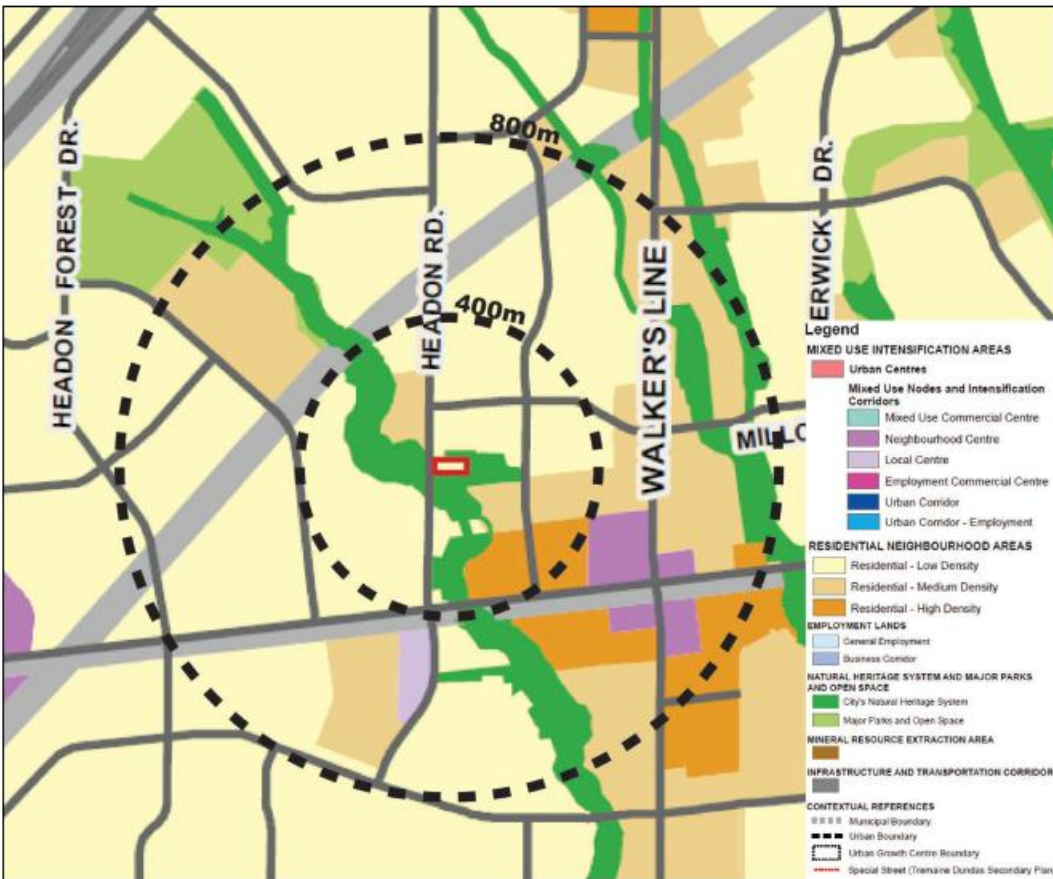 800m
HEADON FOREST DR.
HEADON RD.
ERWICK DR.
400m
WALKER'S LINE
MILLC
Legend
MIXED USE INTENSIFICATION AREAS
Urban Centres
Mixed Use Nodes and Intensification
Corridors
Mixed Use Commercial Centre
Neighbourhood Centre
Local Centre
Employment Commercial Centre
Urban Corridor
Urban Corridor - Employment
RESIDENTIAL NEIGHBOURHOOD AREAS
Residential - Low Density
Residential - Medium Density
Residential - High Density
EMPLOYMENT LANDS
General Employment
Business Corridor
NATURAL HERITAGE SYSTEM AND MAJOR PARKS
AND OPEN SPACE
City's Natural Heritage System
Major Parks and Open Space
MINERAL RESOURCE EXTRACTION AREA
INFRASTRUCTURE AND TRANSPORTATION CORRIDOR
CONTEXTUAL REFERENCES
Municipal Boundary
Urban Boundary
Urban Growth Centre Boundary
Special Street (Tremaine Dundas Secondary Plan